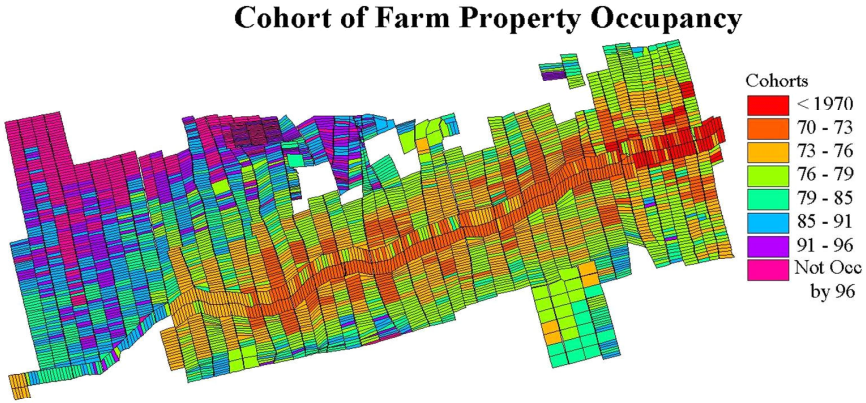 Cohort of Farm Property Occupancy
Cohorts
< 1970
70 - 73
73 - 76
76 - 79
79 - 85
85 - 91
91 - 96
Not Occ
by 96